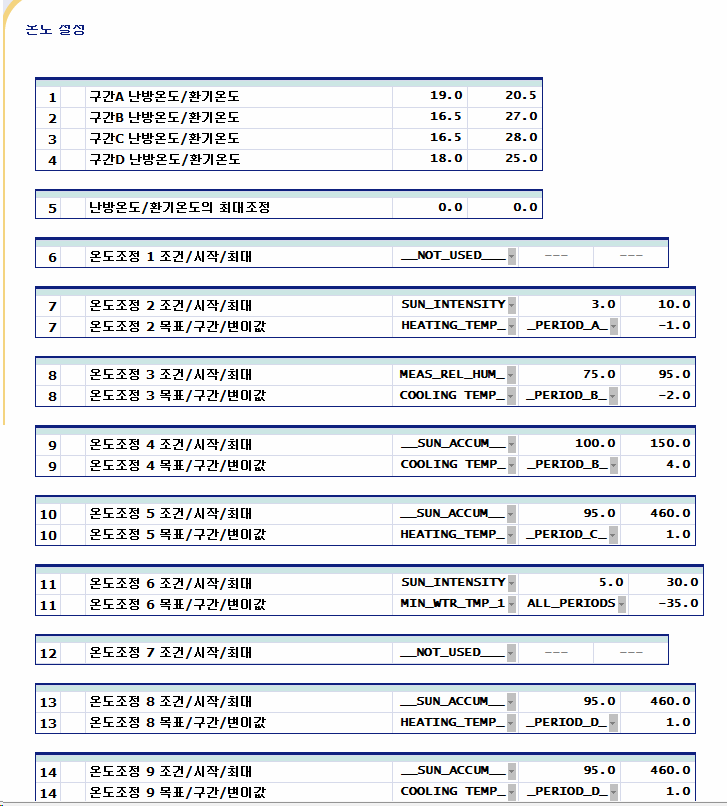 온도 설정
1 구간A 난방온도/환기온도 19.0 20.5
2 구간B 난방온도/환기온도 16.5 27.0
3 구간C 난방온도/환기온도 16.5 28.0
4 구간D 난방온도/환기온도 18.0 25.0
5 난방온도/환기온도의 최대조정 0.0 0.0
6 온도조정 1 조건/시작/최대 __NOT_USED___ --- ---
7 온도조정 2 조건/시작/최대 SUN_INTENSITY 3.0 10.0
7 온도조정 2 목표/구간/변이값 HEATING_TEMP_ _PERIOD_A_ -1.0
8 온도조정 3 조건/시작/최대 MEAS_REL_HUM_ 75.0 95.0
8 온도조정 3 목표/구간/변이값 COOLING TEMP_ _PERIOD_B_ -2.0
9 온도조정 4 조건/시작/최대 __SUN_ACCUM__ 100.0 150.0
9 온도조정 4 목표/구간/변이값 COOLING TEMP_ _PERIOD_B_ 4.0
10 온도조정 5 조건/시작/최대 __SUN_ACCUM__ 95.0 460.0
10 온도조정 5 목표/구간/변이값 HEATING_TEMP_ _PERIOD_C_ 1.0
11 온도조정 6 조건/시작/최대 SUN_INTENSITY 5.0 30.0
11 온도조정 6 목표/구간/변이값 MIN_WTR_TMP_1 ALL_PERIODS -35.0
12 온도조정 7 조건/시작/최대 __NOT_USED___ --- ---
13 온도조정 8 조건/시작/최대 __SUN_ACCUM__ 95.0 460.0
13 온도조정 8 목표/구간/변이값 HEATING_TEMP_ _PERIOD_D_ 1.0
14 온도조정 9 조건/시작/최대 __SUN_ACCUM__ 95.0 460.0
14 온도조정 9 목표/구간/변이값 COOLING TEMP_ _PERIOD_D_ 1.0